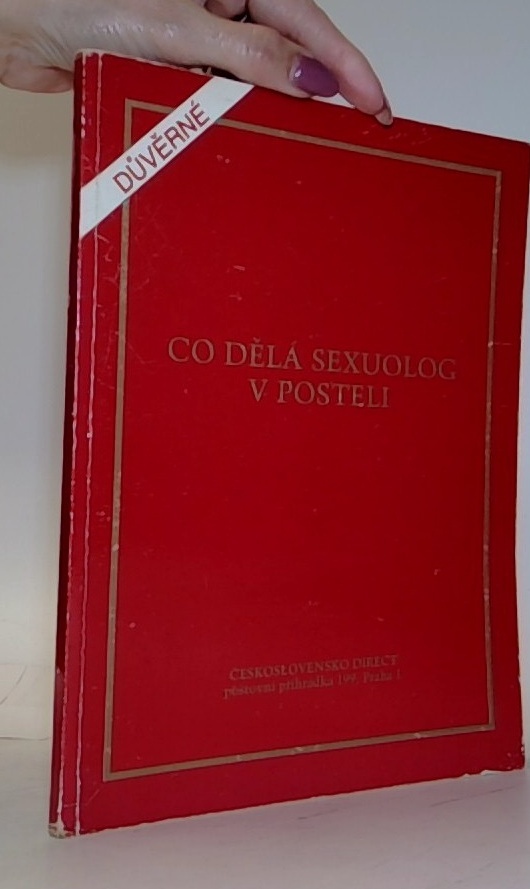 DŮVĚRNÉ
CO DĚLÁ SEXUOLOG
V POSTELI
ČESKOSLOVENSKO DIRECT
poštovní přihrádka 199, Praha 1